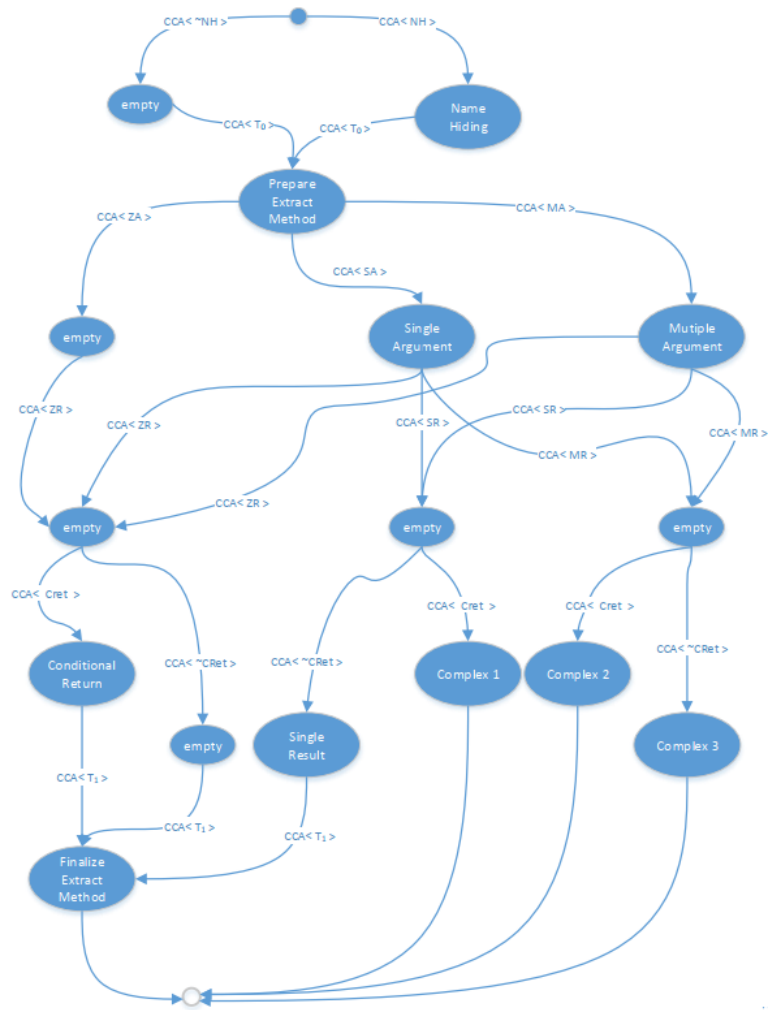 CCA< ~NH >
CCA< NH >
empty
Name
Hiding
CCA< T₀ >
CCA< T₀ >
Prepare
Extract
Method
CCA< ZA >
CCA< MA >
CCA< SA >
empty
Single
Argument
Mutiple
Argument
CCA< ZR >
CCA< ZR >
CCA< SR >
CCA< SR >
CCA< MR >
CCA< MR >
CCA< ZR >
empty
empty
empty
CCA< Cret >
CCA< Cret >
CCA< Cret >
CCA< ~CRet >
CCA< ~CRet >
CCA< ~CRet >
Conditional
Return
Complex 1
Complex 2
empty
Single
Result
Complex 3
CCA< T₁ >
CCA< T₁ >
CCA< T₁ >
Finalize
Extract
Method